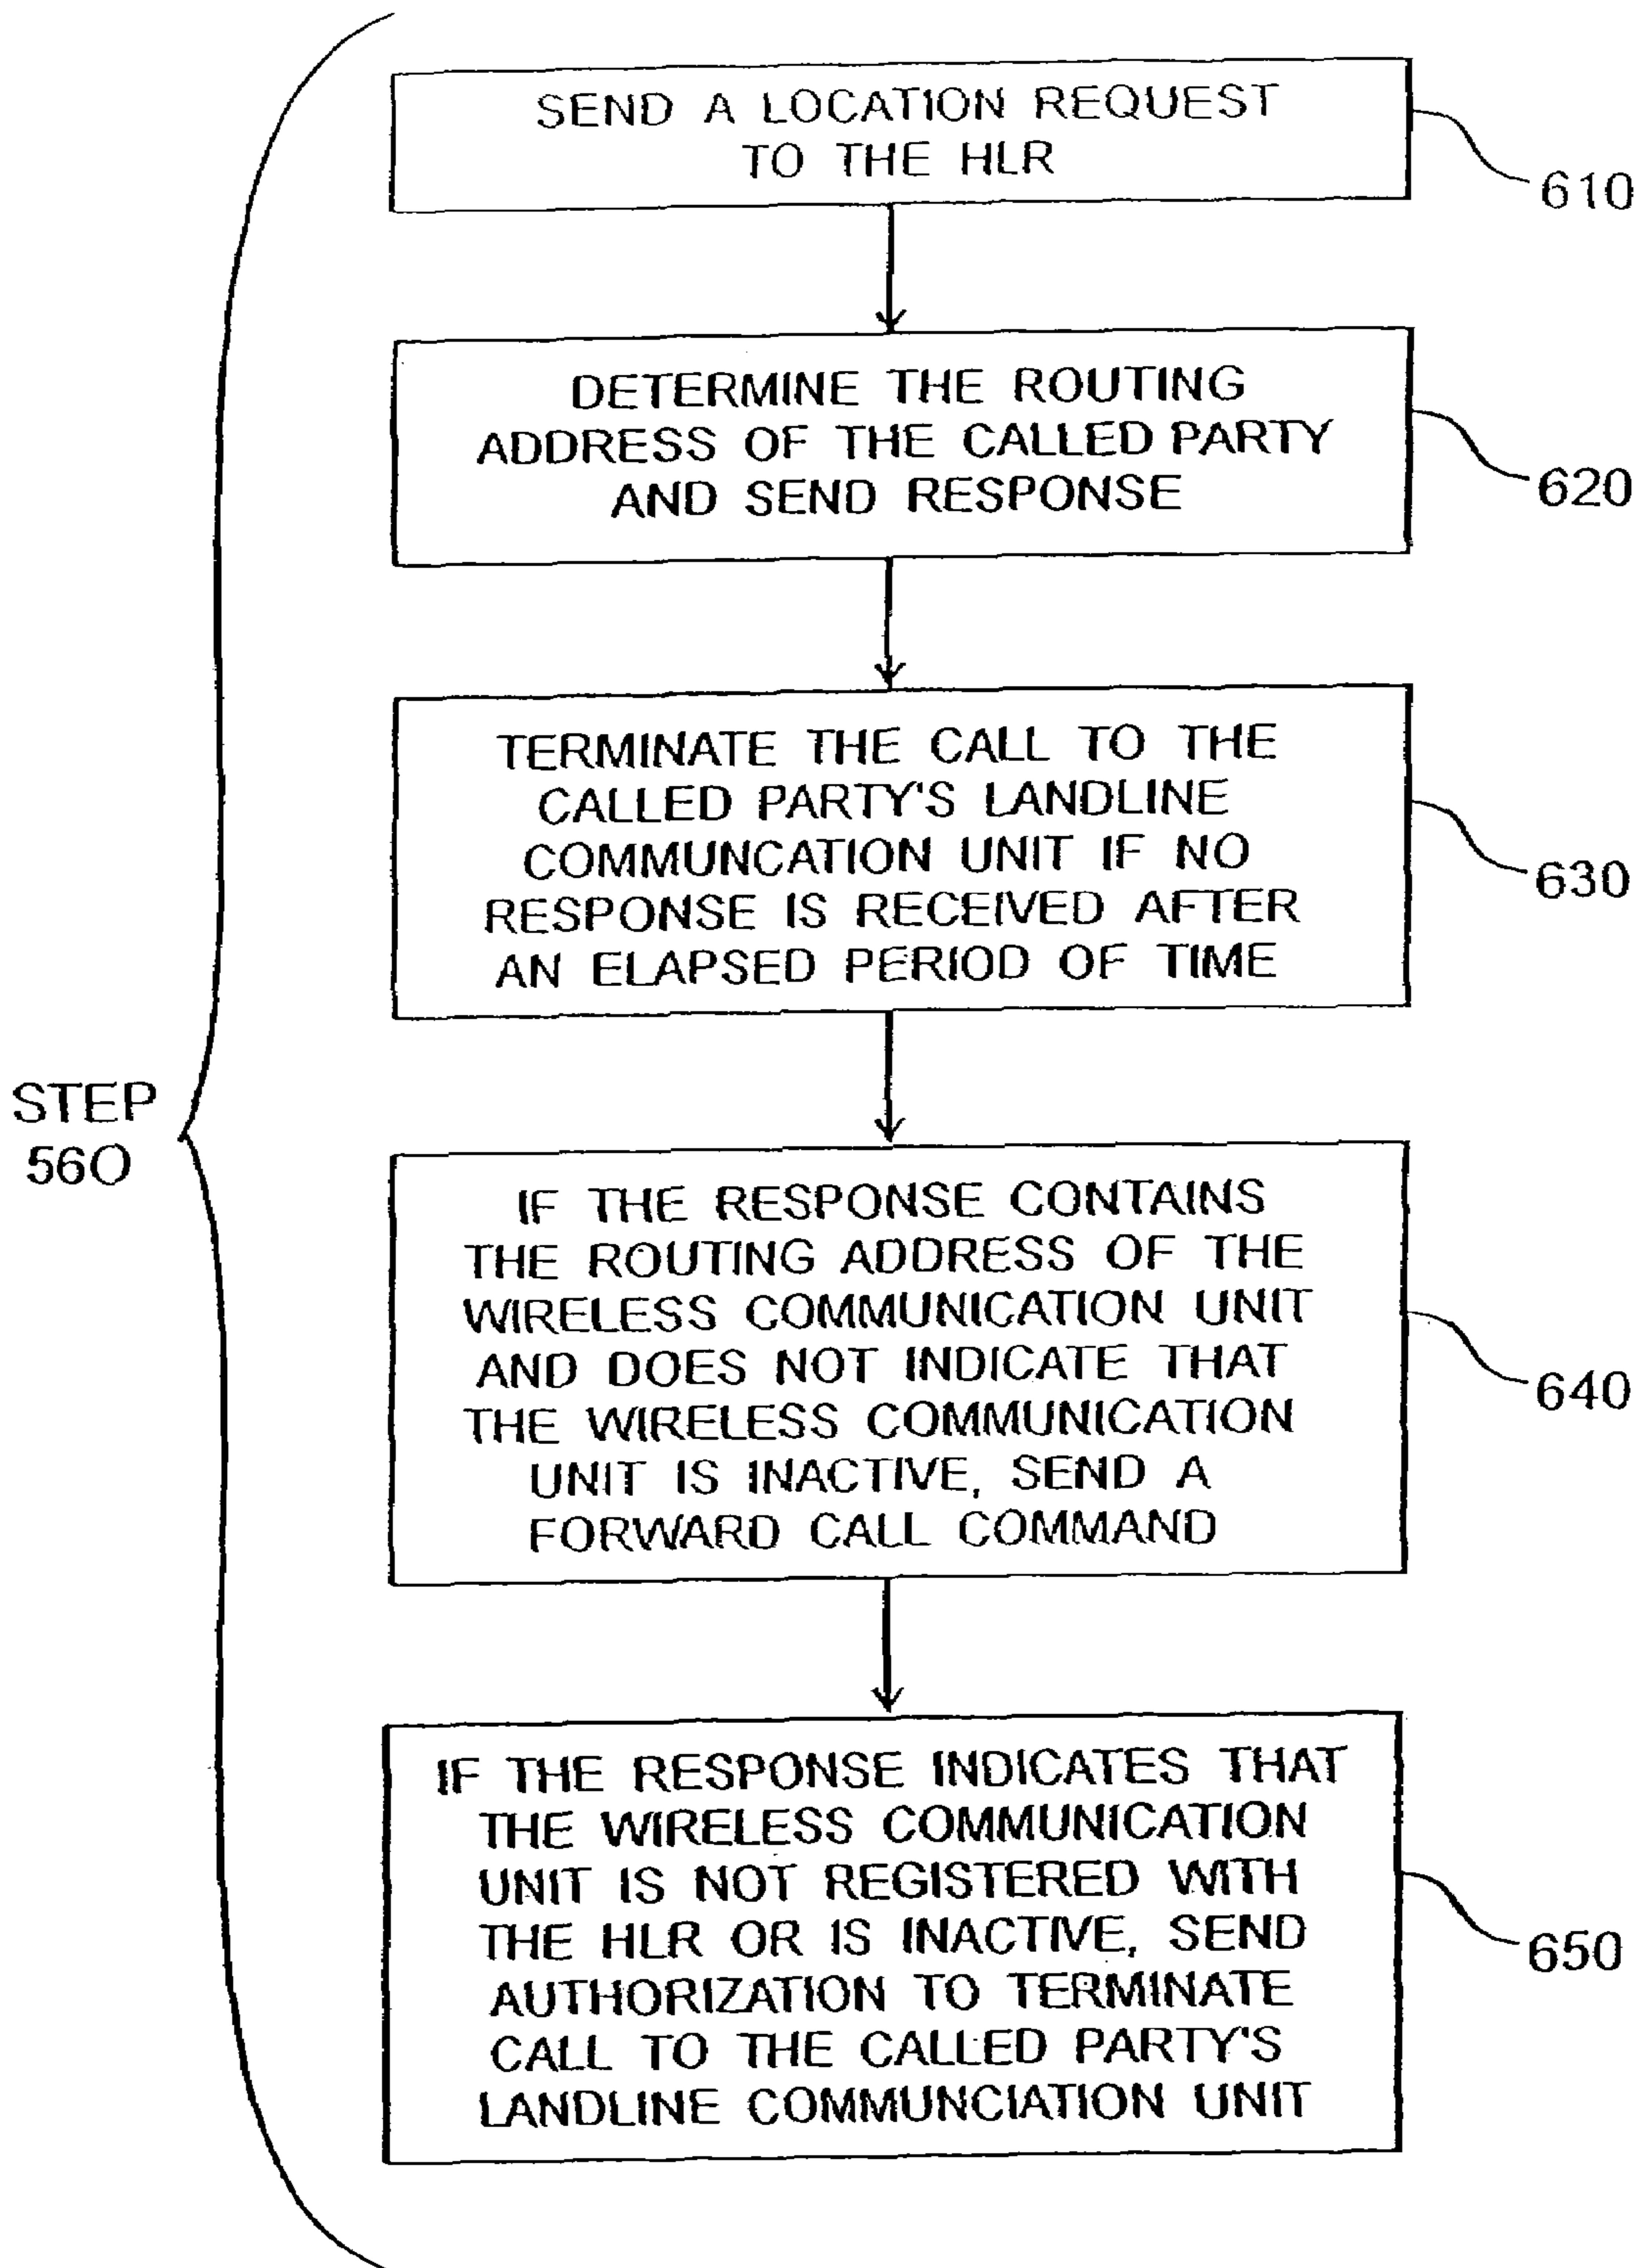 SEND A LOCATION REQUEST
TO THE HLR
610
DETERMINE THE ROUTING
ADDRESS OF THE CALLED PARTY
AND SEND RESPONSE
620
TERMINATE THE CALL TO THE
CALLED PARTY'S LANDLINE
COMMUNCATION UNIT IF NO
RESPONSE IS RECEIVED AFTER
AN ELAPSED PERIOD OF TIME
630
STEP
560
IF THE RESPONSE CONTAINS
THE ROUTING ADDRESS OF THE
WIRELESS COMMUNICATION UNIT
AND DOES NOT INDICATE THAT
THE WIRELESS COMMUNICATION
UNIT IS INACTIVE, SEND A
FORWARD CALL COMMAND
640
IF THE RESPONSE INDICATES THAT
THE WIRELESS COMMUNICATION
UNIT IS NOT REGISTERED WITH
THE HLR OR IS INACTIVE, SEND
AUTHORIZATION TO TERMINATE
CALL TO THE CALLED PARTY'S
LANDLINE COMMUNCIATION UNIT
650